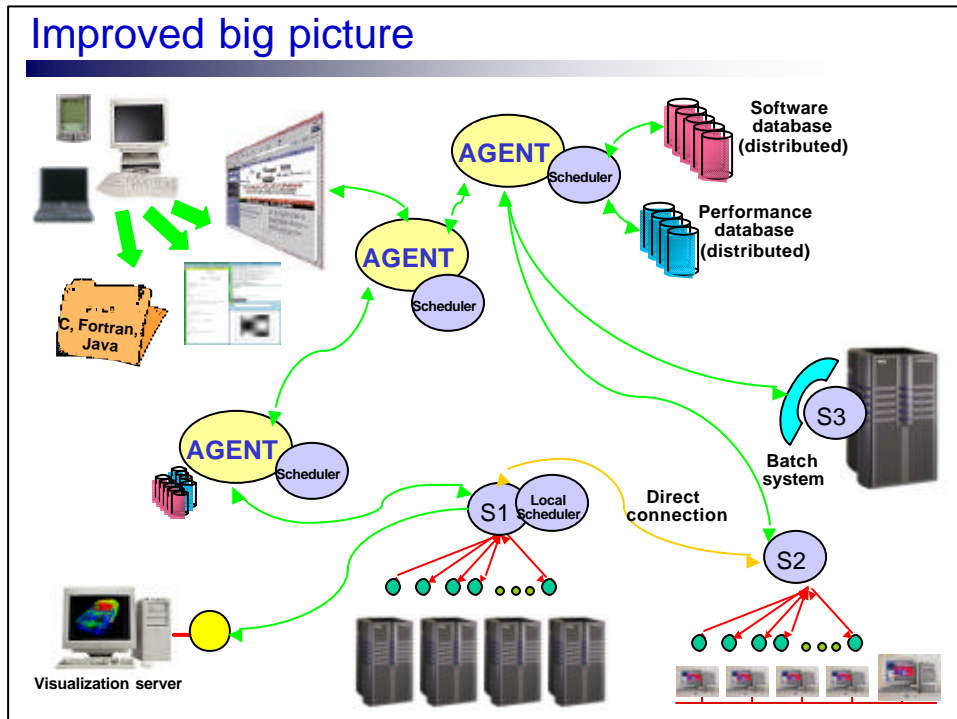 Improved big picture
Software
database
(distributed)
AGENT
Scheduler
Performance
database
(distributed)
AGENT
Scheduler
C, Fortran,
Java
S3
AGENT
Scheduler
Batch
system
S1
Local
Scheduler
Direct
connection
S2
Visualization server